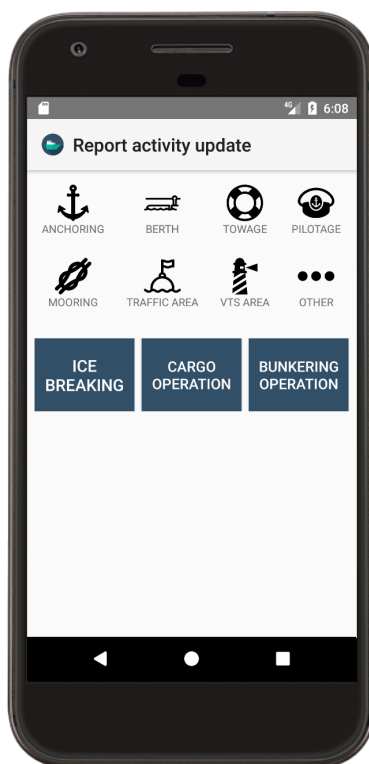 4G 6:08
Report activity update
ANCHORING BERTH TOWAGE PILOTAGE
MOORING TRAFFIC AREA VTS AREA OTHER
ICE BREAKING
CARGO OPERATION
BUNKERING OPERATION